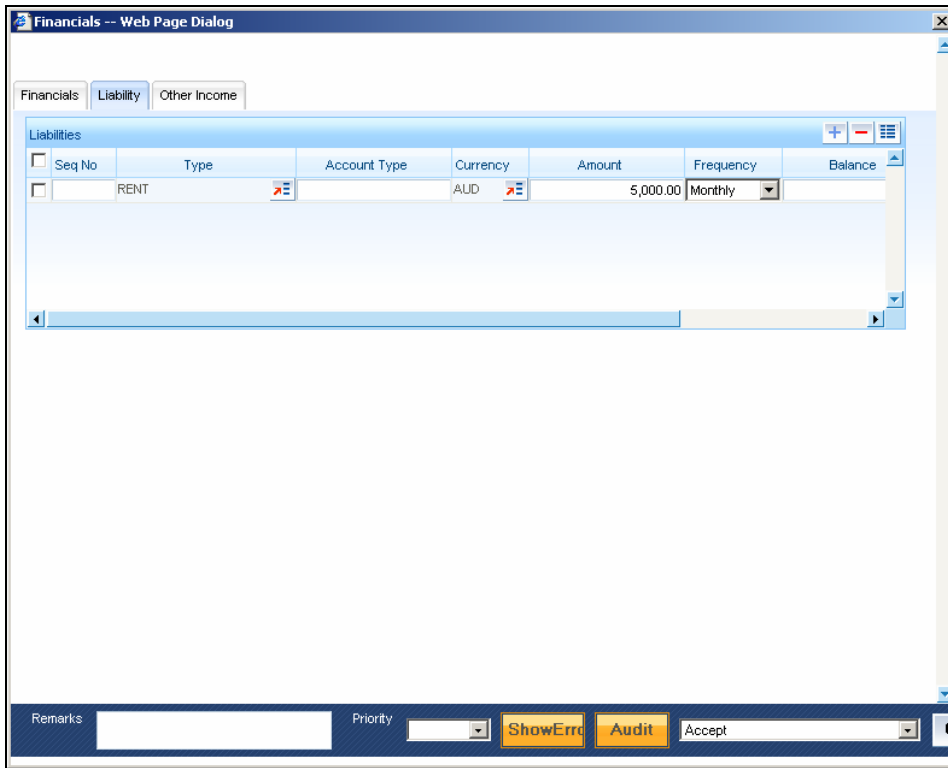 Financials -- Web Page Dialog
Financials Liability Other Income
Liabilities
Seq No Type Account Type Currency Amount Frequency Balance
RENT AUD 5,000.00 Monthly
Remarks Priority ShowErro Audit Accept